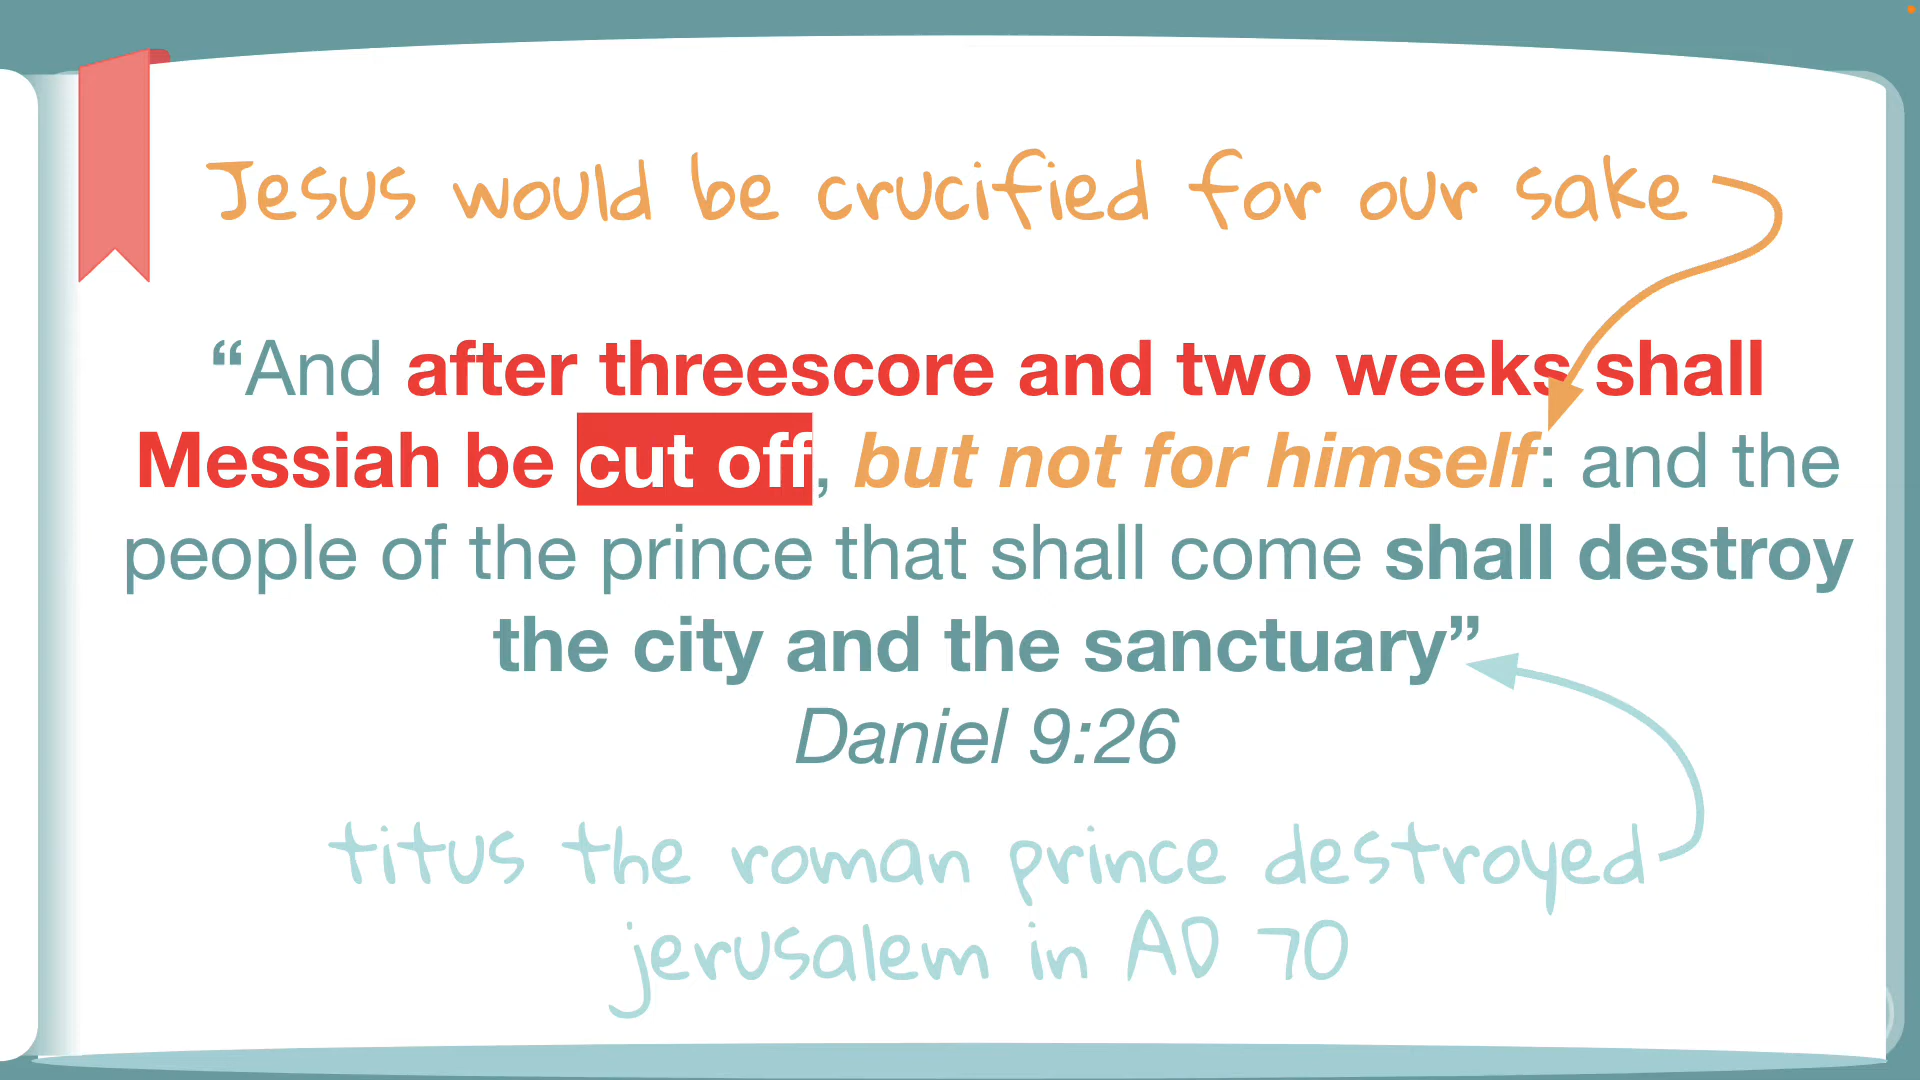 Jesus would be crucified for our sake
“And after threescore and two weeks shall
Messiah be cut off, but not for himself: and the
people of the prince that shall come shall destroy
the city and the sanctuary”
Daniel 9:26
titus the roman prince destroyed
jerusalem in AD 70